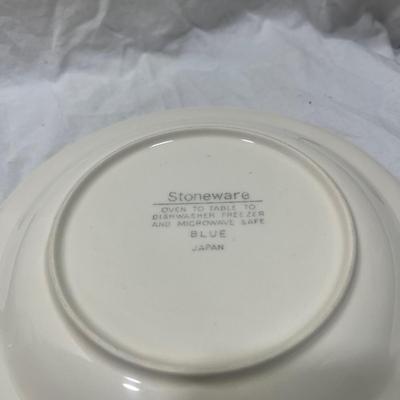 Stoneware
OVEN TO TABLE TO
DISHWASHER FREEZER
AND MICROWAVE SAFE
BLUE
JAPAN